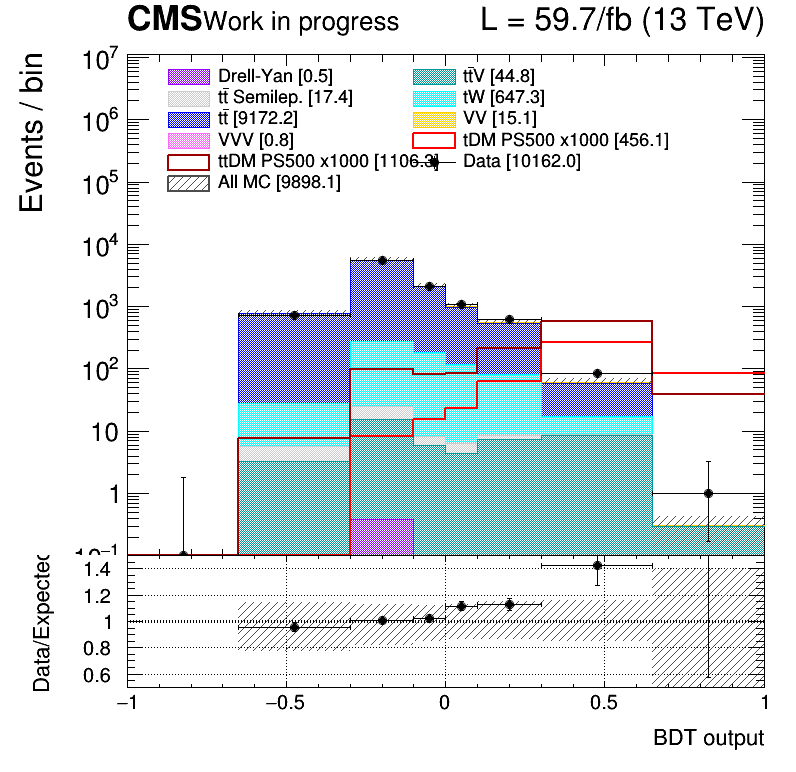 CMS Work in progress L = 59.7/fb (13 TeV)
Events / bin
10⁷
10⁶
10⁵
10⁴
10³
10²
10
1
10⁻¹
Drell-Yan [0.5] tt̄V [44.8]
tt̄ Semilep. [17.4] tW [647.3]
tt̄ [9172.2] VV [15.1]
VVV [0.8] tDM PS500 x1000 [456.1]
ttDM PS500 x1000 [1106.3] Data [10162.0]
All MC [9898.1]
Data/Expected
1.4
1.2
1
0.8
0.6
−1 −0.5 0 0.5 1
BDT output